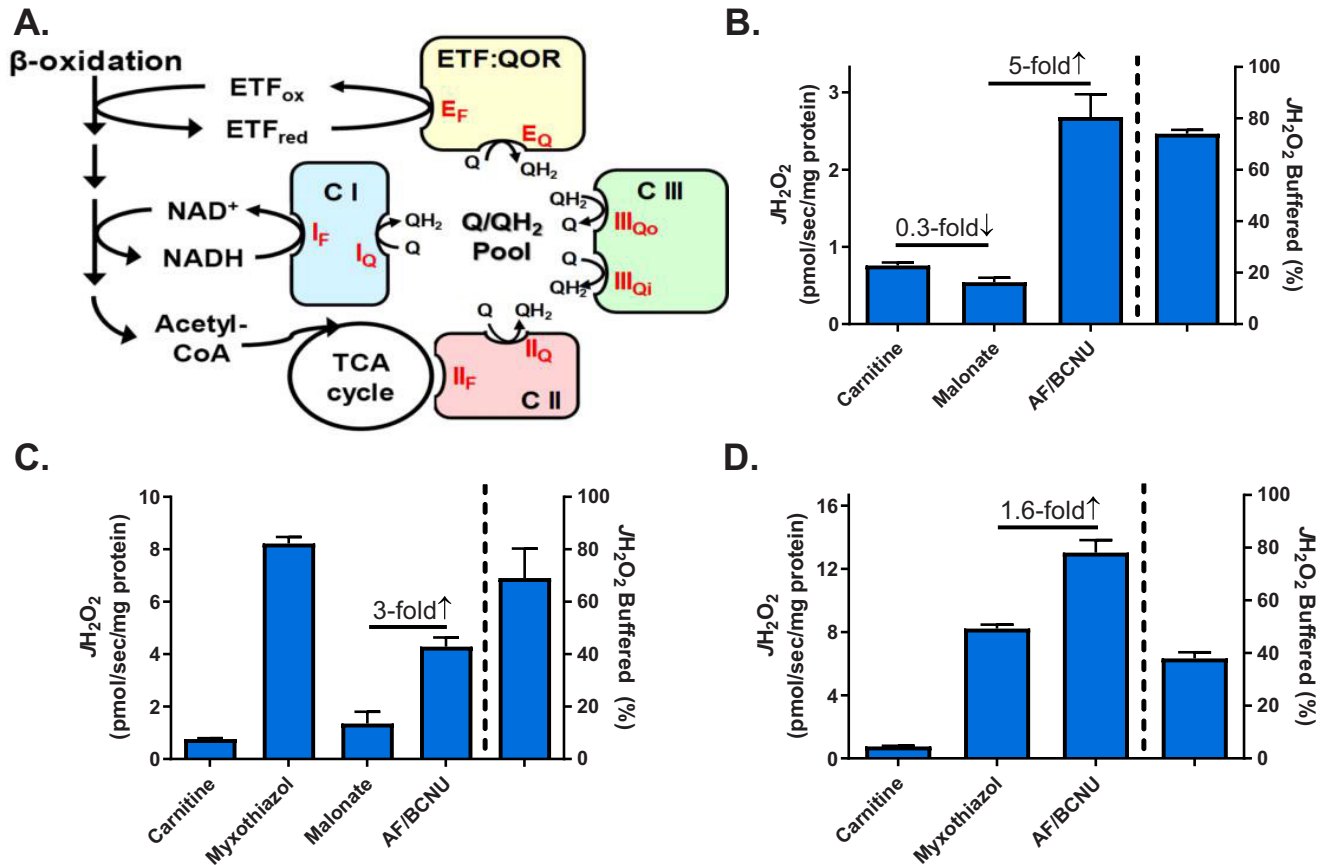 A.
β-oxidation
ETFox
ETFred
ETF:QOR
EF
EQ
Q
QH2
NAD+
NADH
C I
IF
IQ
QH2
Q
Q/QH2
Pool
C III
QH2
Q
IIIQo
Q
QH2
IIIQi
Acetyl-
CoA
TCA
cycle
Q
QH2
IIQ
IIF
C II
B.
JH2O2
(pmol/sec/mg protein)
3
2
1
0
0.3-fold↓
5-fold↑
100
80
60
40
20
0
JH2O2 Buffered (%)
Carnitine
Malonate
AF/BCNU
C.
JH2O2
(pmol/sec/mg protein)
10
8
6
4
2
0
3-fold↑
100
80
60
40
20
0
JH2O2 Buffered (%)
Carnitine
Myxothiazol
Malonate
AF/BCNU
D.
JH2O2
(pmol/sec/mg protein)
16
12
8
4
0
1.6-fold↑
100
80
60
40
20
0
JH2O2 Buffered (%)
Carnitine
Myxothiazol
AF/BCNU